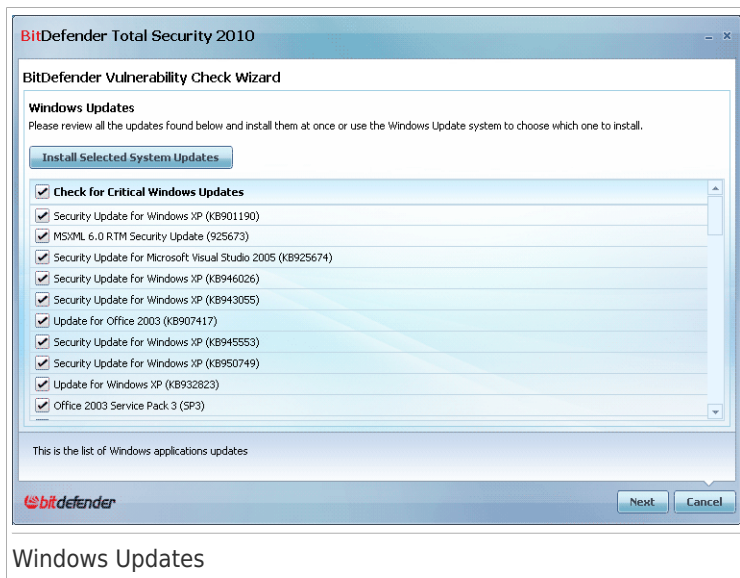 BitDefender Total Security 2010
BitDefender Vulnerability Check Wizard
Windows Updates
Please review all the updates found below and install them at once or use the Windows Update system to choose which one to install.
Install Selected System Updates
Check for Critical Windows Updates
Security Update for Windows XP (KB901190)
MSXML 6.0 RTM Security Update (925673)
Security Update for Microsoft Visual Studio 2005 (KB925674)
Security Update for Windows XP (KB946026)
Security Update for Windows XP (KB943055)
Update for Office 2003 (KB907417)
Security Update for Windows XP (KB945553)
Security Update for Windows XP (KB950749)
Update for Windows XP (KB932823)
Office 2003 Service Pack 3 (SP3)
This is the list of Windows applications updates
bitdefender
Next Cancel
Windows Updates